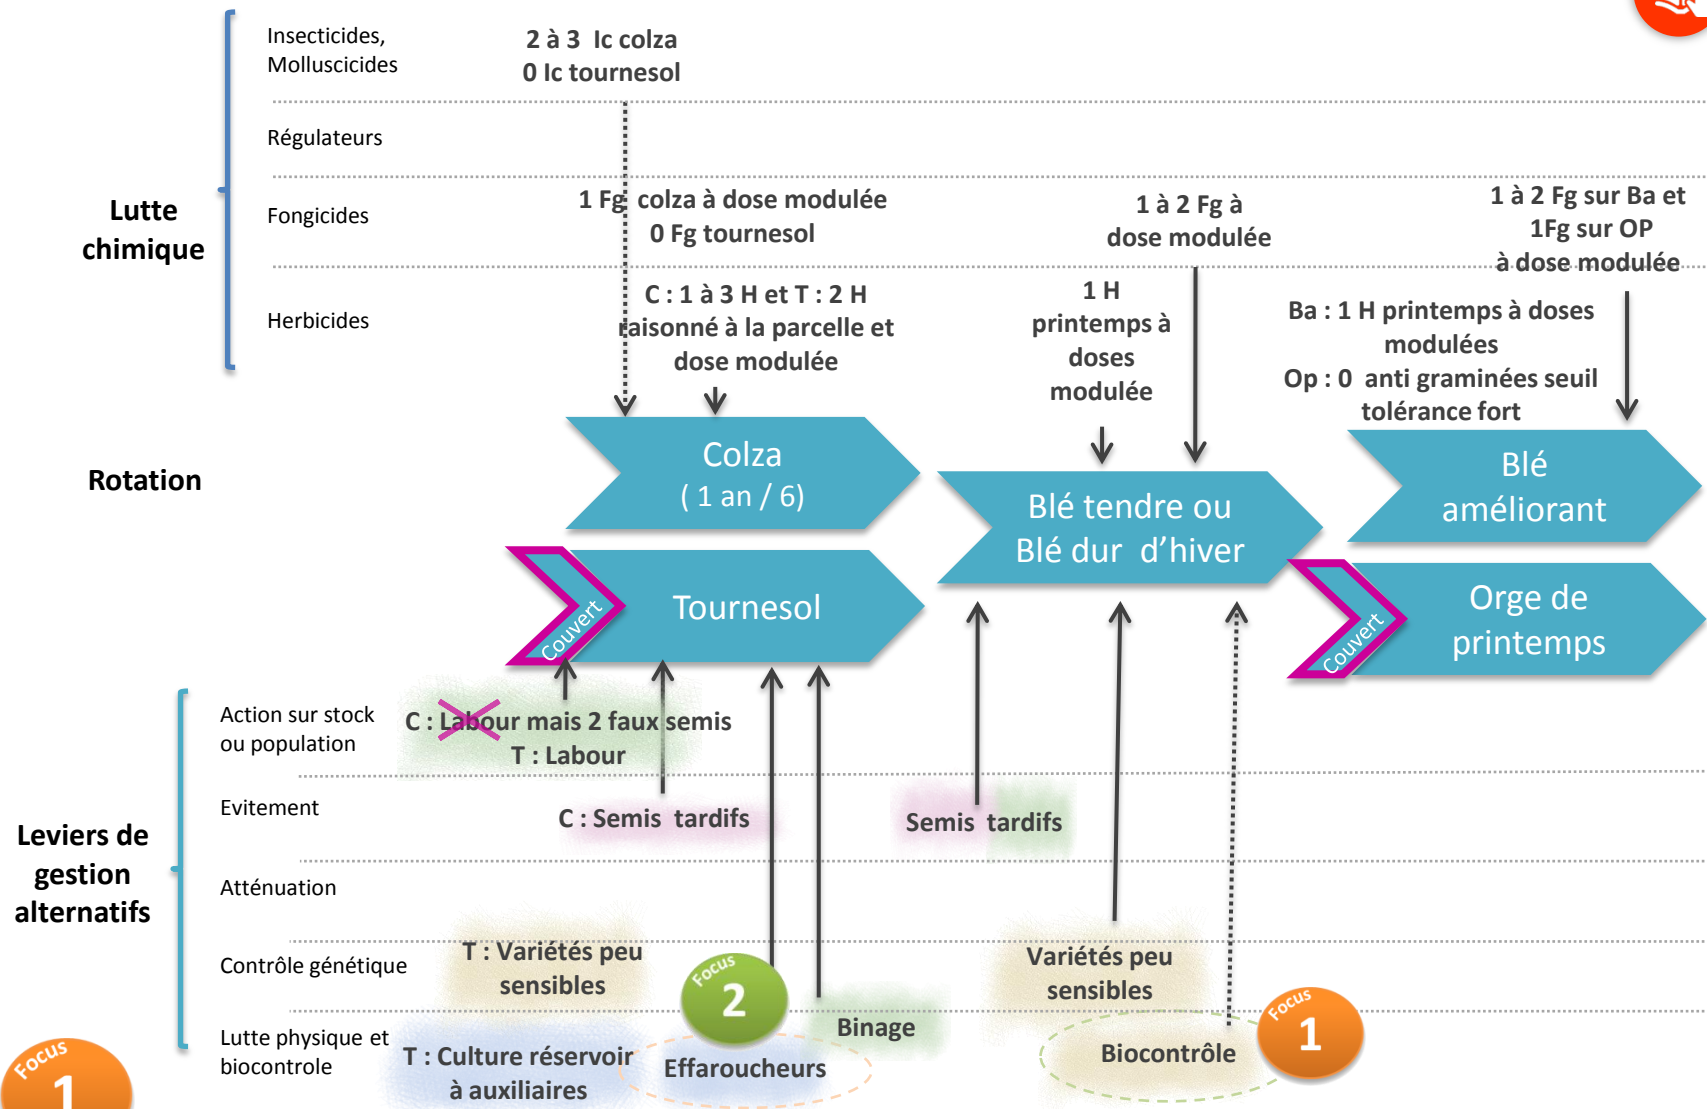 Insecticides,
Molluscicides
2 à 3 Ic colza
0 Ic tournesol
Régulateurs
Lutte
chimique
Fongicides
1 Fg colza à dose modulée
0 Fg tournesol
1 à 2 Fg à
dose modulée
1 à 2 Fg sur Ba et
1Fg sur OP
à dose modulée
Herbicides
C : 1 à 3 H et T : 2 H
raisonné à la parcelle et
dose modulée
1 H
printemps à
doses
modulée
Ba : 1 H printemps à doses
modulées
Op : 0 anti graminées seuil
tolérance fort
Rotation
Colza
( 1 an / 6)
Blé tendre ou
Blé dur d'hiver
Blé
améliorant
Couvert
Tournesol
Couvert
Orge de
printemps
Leviers de
gestion
alternatifs
Action sur stock
ou population
C : Labour mais 2 faux semis
T : Labour
Evitement
C : Semis tardifs
Semis tardifs
Atténuation
Contrôle génétique
T : Variétés peu
sensibles
Variétés peu
sensibles
Lutte physique et
biocontrole
T : Culture réservoir
à auxiliaires
Focus
2
Effaroucheurs
Binage
Biocontrôle
Focus
1
Focus
1